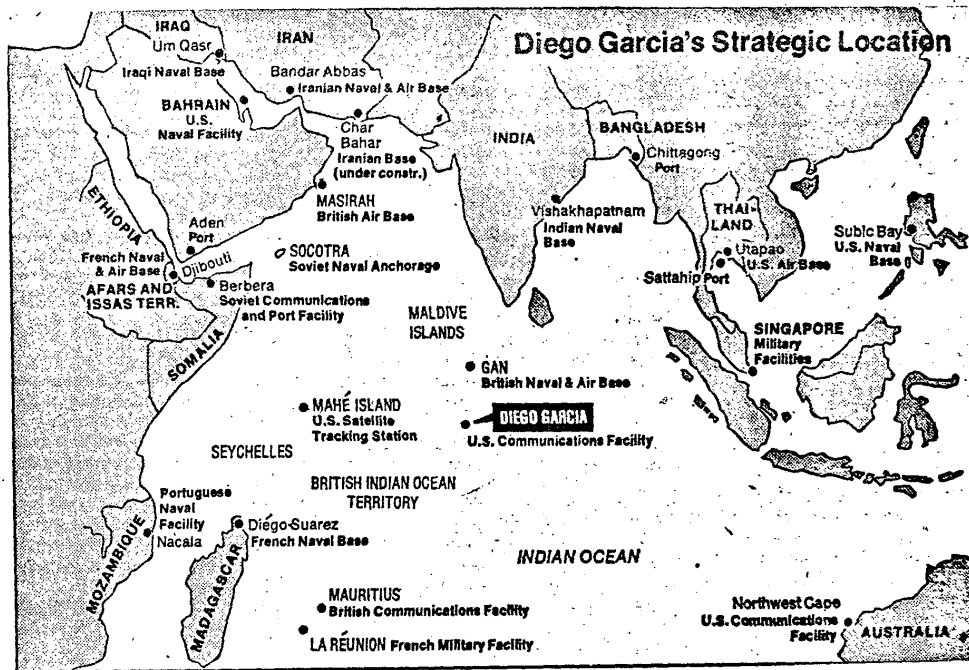 Diego Garcia's Strategic Location
IRAQ
Um Qasr
Iraqi Naval Base
IRAN
Bandar Abbas
Iranian Naval & Air Base
BAHRAIN
U.S.
Naval Facility
Char
Bahar
Iranian Base
(under constr.)
MASIRAH
British Air Base
INDIA
BANGLADESH
Chittagong
Port
Vishakhapatnam
Indian Naval
Base
THAI-
LAND
Utapao
U.S. Air Base
Sattahip Port
Subic Bay
U.S. Naval
Base
ETHIOPIA
Aden
Port
French Naval
& Air Base
Djibouti
AFARS AND
ISSAS TERR.
SOCOTRA
Soviet Naval Anchorage
Berbera
Soviet Communications
and Port Facility
SOMALIA
MALDIVE
ISLANDS
SINGAPORE
Military
Facilities
GAN
British Naval & Air Base
MAHÉ ISLAND
U.S. Satellite
Tracking Station
DIEGO GARCIA
U.S. Communications Facility
SEYCHELLES
BRITISH INDIAN OCEAN
TERRITORY
Portuguese
Naval
Facility
Nacala
MOZAMBIQUE
Diégo-Suarez
French Naval Base
MADAGASCAR
INDIAN OCEAN
MAURITIUS
British Communications Facility
LA RÉUNION French Military Facility
Northwest Cape
U.S. Communications
Facility
AUSTRALIA